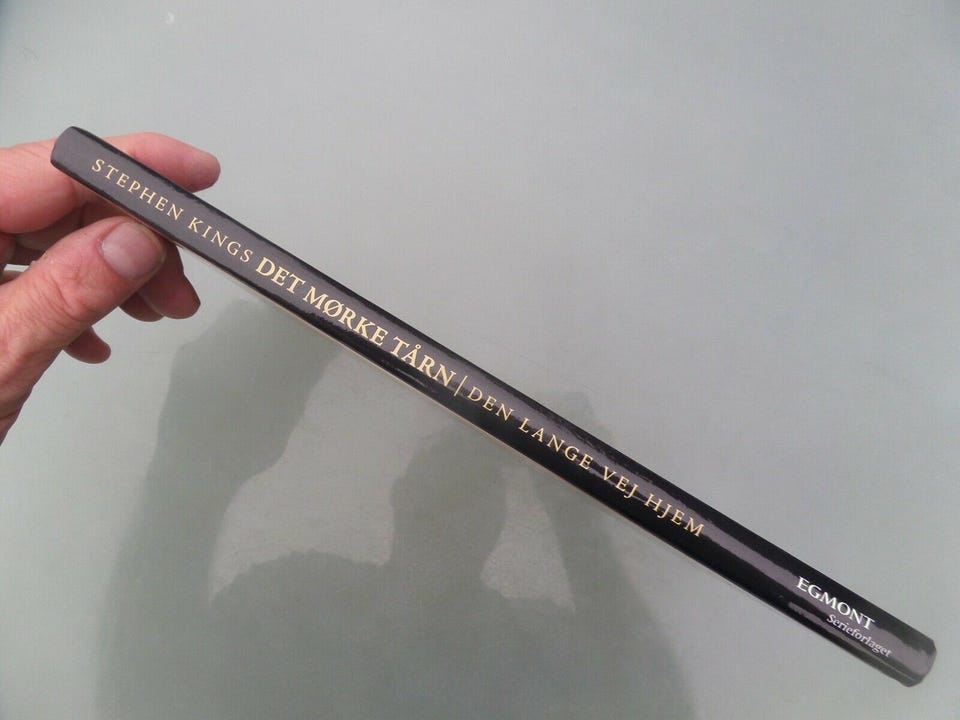 STEPHEN KINGS DET MØRKE TÅRN | DEN LANGE VEJ HJEM
EGMONT
Serieforlaget